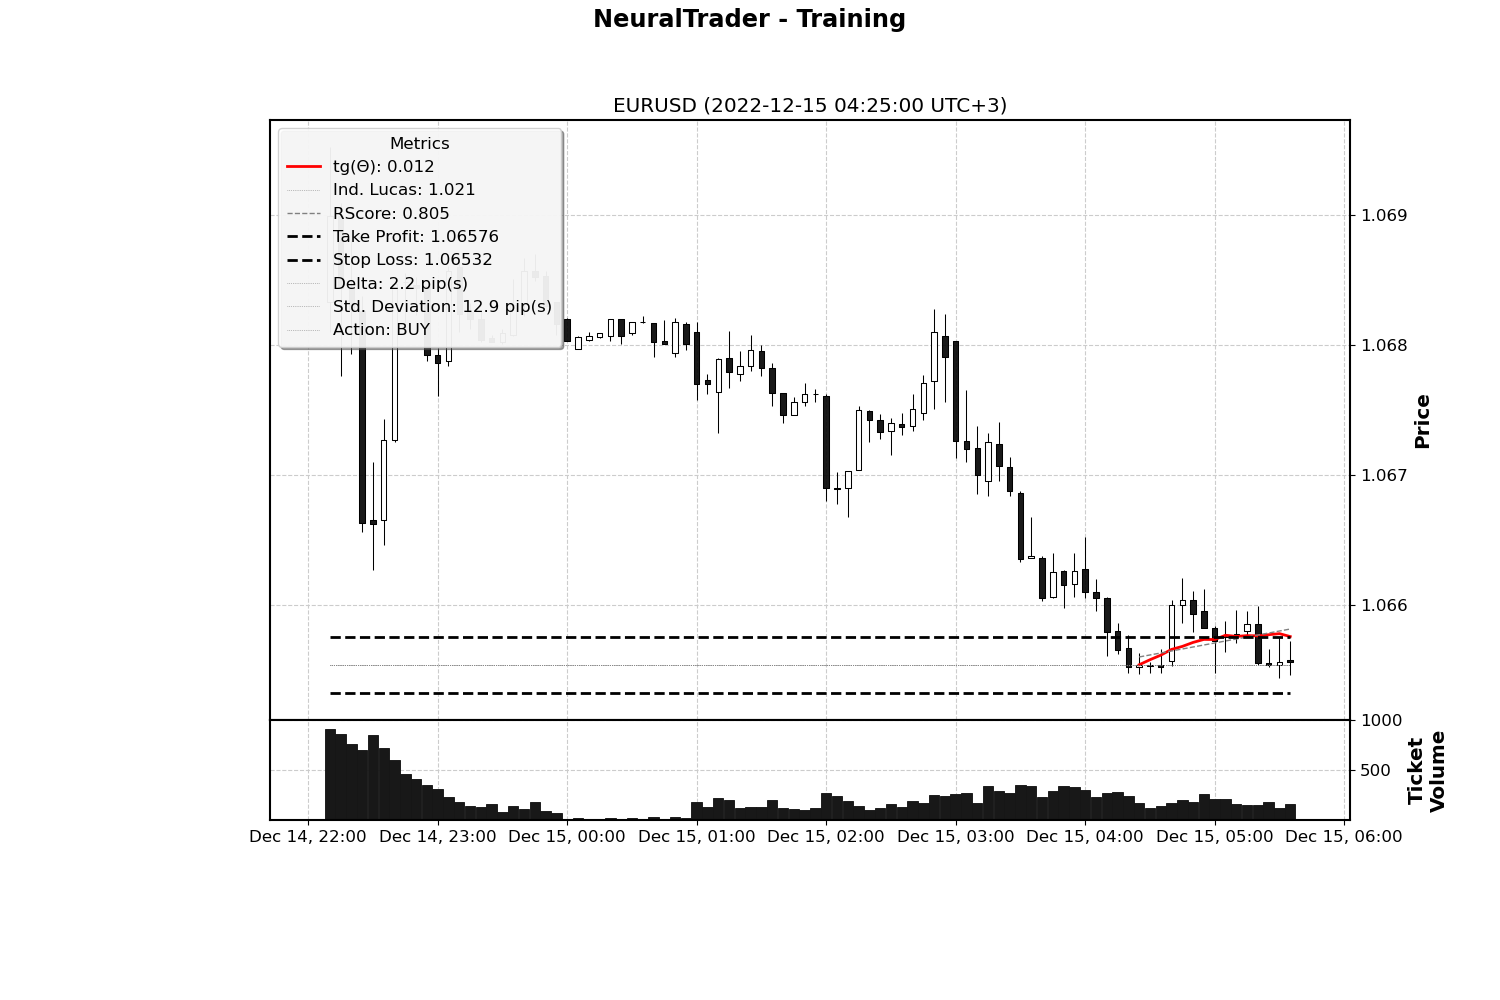 NeuralTrader - Training
EURUSD (2022-12-15 04:25:00 UTC+3)
Metrics
tg(Θ): 0.012
Ind. Lucas: 1.021
RScore: 0.805
Take Profit: 1.06576
Stop Loss: 1.06532
Delta: 2.2 pip(s)
Std. Deviation: 12.9 pip(s)
Action: BUY
1.069
1.068
1.067
1.066
Price
1000
500
Ticket
Volume
Dec 14, 22:00 Dec 14, 23:00 Dec 15, 00:00 Dec 15, 01:00 Dec 15, 02:00 Dec 15, 03:00 Dec 15, 04:00 Dec 15, 05:00 Dec 15, 06:00